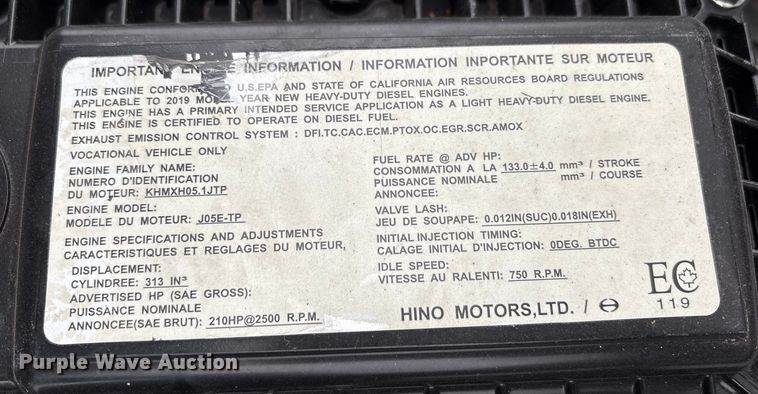 IMPORTANT ENGINE INFORMATION / INFORMATION INPORTANTE SUR MOTEUR
THIS ENGINE CONFORMS TO U.S.EPA AND STATE OF CALIFORNIA AIR RESOURCES BOARD REGULATIONS
APPLICABLE TO 2019 MODEL YEAR NEW HEAVY-DUTY DIESEL ENGINES.
THIS ENGINE HAS A PRIMARY INTENDED SERVICE APPLICATION AS A LIGHT HEAVY-DUTY DIESEL ENGINE.
THIS ENGINE IS CERTIFIED TO OPERATE ON DIESEL FUEL.
EXHAUST EMISSION CONTROL SYSTEM : DFI.TC.CAC.ECM.PTOX.OC.EGR.SCR.AMOX
VOCATIONAL VEHICLE ONLY
ENGINE FAMILY NAME:
NUMERO D'IDENTIFICATION
DU MOTEUR: KHMXH05.1JTP
ENGINE MODEL:
MODELE DU MOTEUR: J05E-TP
ENGINE SPECIFICATIONS AND ADJUSTMENTS
CARACTERISTIQUES ET REGLAGES DU MOTEUR,
DISPLACEMENT:
CYLINDREE: 313 IN³
ADVERTISED HP (SAE GROSS):
PUISSANCE NOMINALE
ANNONCEE(SAE BRUT): 210HP@2500 R.P.M.
FUEL RATE @ ADV HP:
CONSOMMATION A LA 133.0±4.0 mm³ / STROKE
PUISSANCE NOMINALE mm³ / COURSE
ANNONCEE:
VALVE LASH:
JEU DE SOUPAPE: 0.012IN(SUC)0.018IN(EXH)
INITIAL INJECTION TIMING:
CALAGE INITIAL D'INJECTION: 0DEG. BTDC
IDLE SPEED:
VITESSE AU RALENTI: 750 R.P.M.
HINO MOTORS,LTD. /
EC
119
Purple Wave Auction